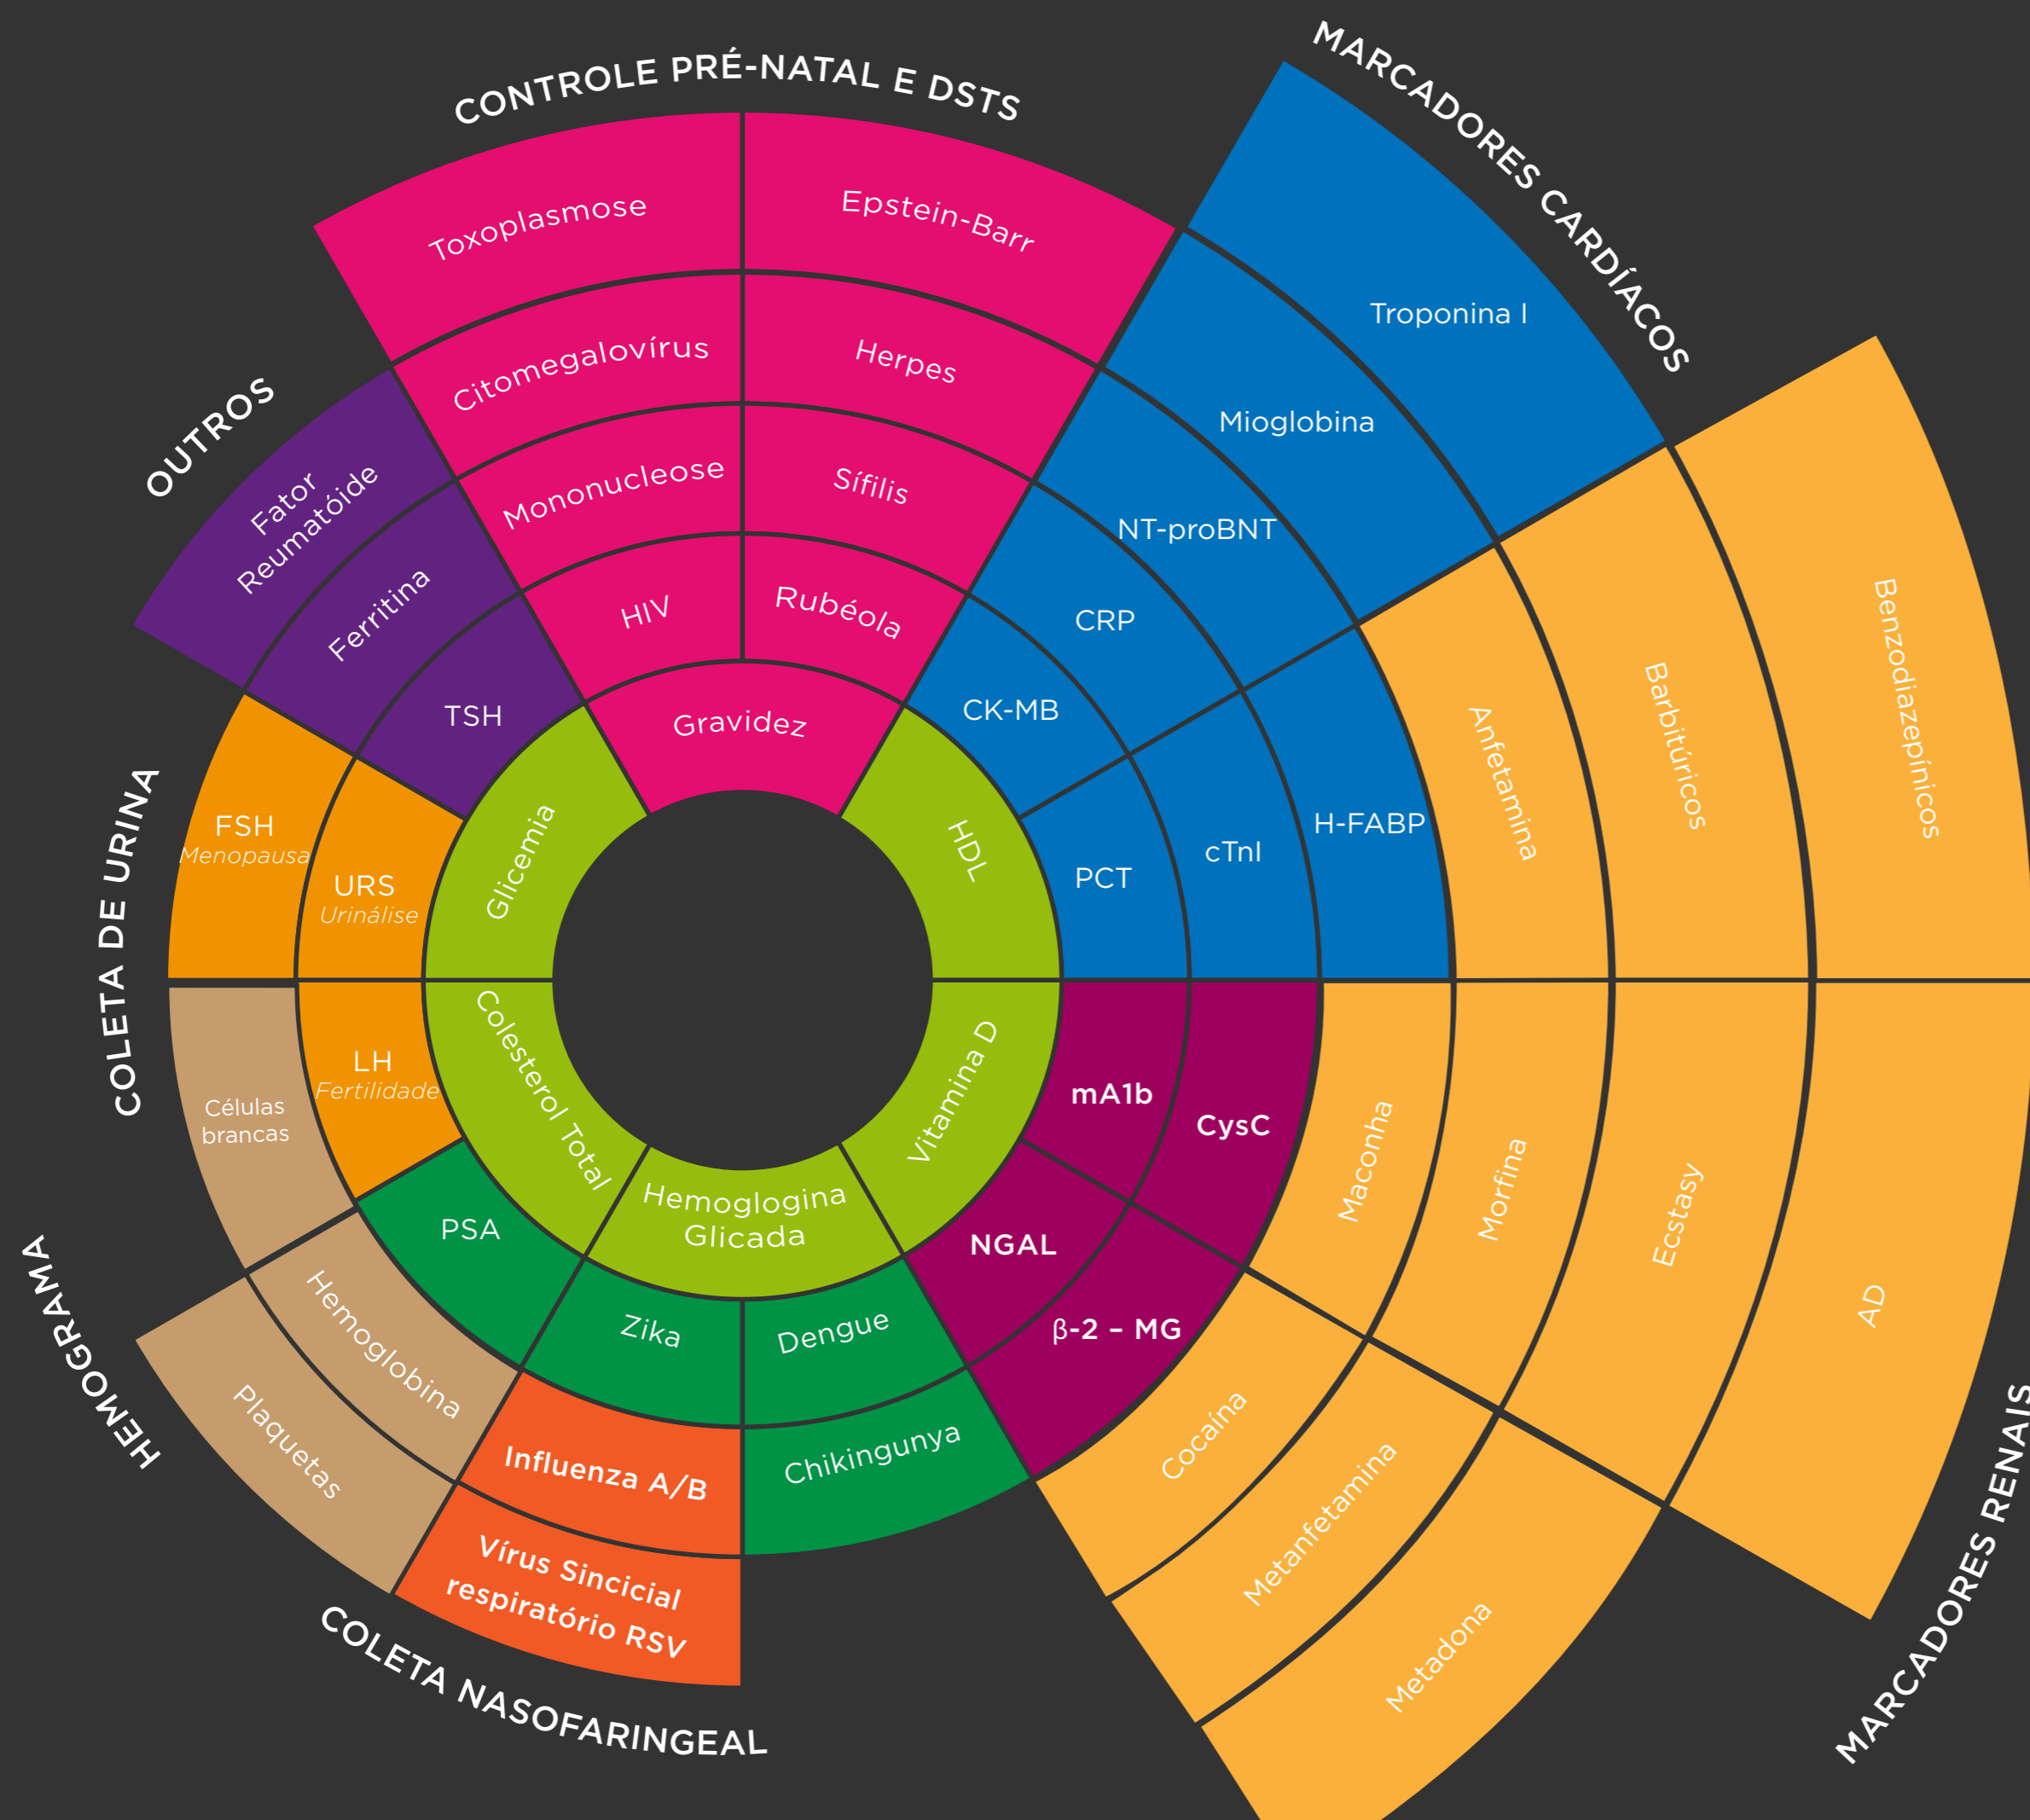 CONTROLE PRÉ-NATAL E DSTS
Toxoplasmose
Epstein-Barr
Citomegalovírus
Herpes
Mononucleose
Sífilis
HIV
Rubéola
Gravidez
MARCADORES CARDÍACOS
Troponina I
Mioglobina
NT-proBNT
CRP
CK-MB
PCT
cTnI
H-FABP
Anfetamina
Barbitúricos
Benzodiazepínicos
OUTROS
Fator
Reumatóide
Ferritina
TSH
COLETA DE URINA
FSH
Menopausa
URS
Urinálise
LH
Fertilidade
Glicemia
HDL
Colesterol Total
Hemoglogina
Glicada
Vitamina D
mA1b
CysC
NGAL
β-2 – MG
Maconha
Morfina
Ecstasy
AD
Cocaína
Metanfetamina
Metadona
MARCADORES RENAIS
HEMOGRAMA
Células
brancas
Hemoglobina
Plaquetas
PSA
Zika
Dengue
Chikingunya
Influenza A/B
Vírus Sincicial
respiratório RSV
COLETA NASOFARINGEAL